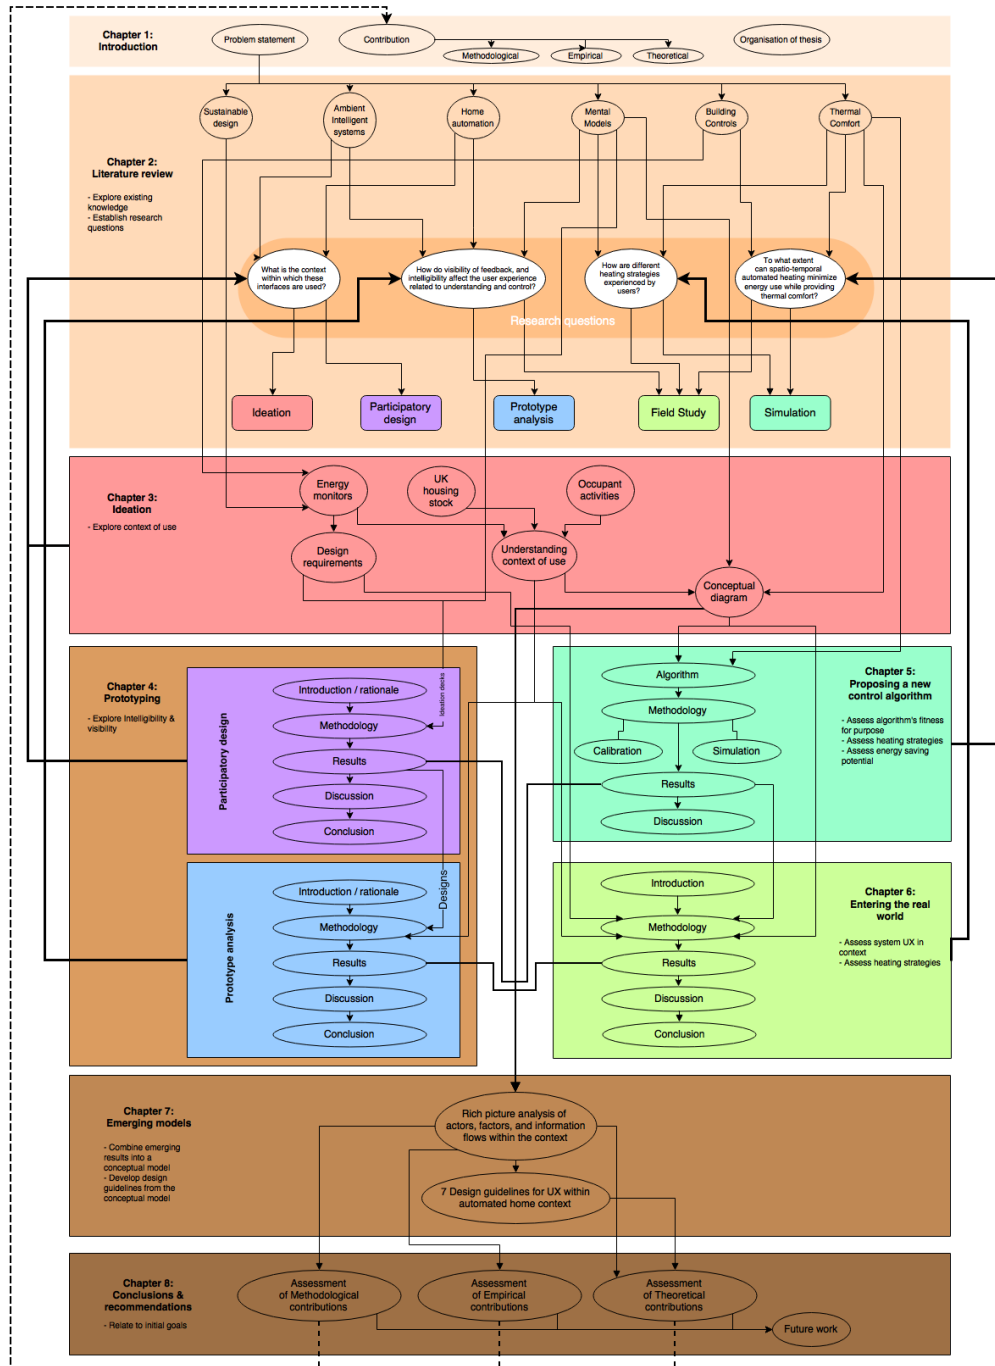 Chapter 1:
Introduction
Problem statement
Contribution
Organisation of thesis
Methodological
Empirical
Theoretical
Sustainable
design
Ambient
Intelligent
systems
Home
automation
Mental
Models
Building
Controls
Thermal
Comfort
Chapter 2:
Literature review
- Explore existing
knowledge
- Establish research
questions
What is the context
within which these
interfaces are used?
How do visibility of feedback, and
intelligibility affect the user experience
related to understanding and control?
How are different
heating strategies
experienced by
users?
To what extent
can spatio-temporal
automated heating minimize
energy use while providing
thermal comfort?
Research questions
Ideation
Participatory
design
Prototype
analysis
Field Study
Simulation
Chapter 3:
Ideation
- Explore context of use
Energy
monitors
UK
housing
stock
Occupant
activities
Design
requirements
Understanding
context of use
Conceptual
diagram
Chapter 4:
Prototyping
- Explore Intelligibility &
visibility
Participatory design
Introduction / rationale
Methodology
Results
Discussion
Conclusion
Ideation decks
Designs
Prototype analysis
Introduction / rationale
Methodology
Results
Discussion
Conclusion
Algorithm
Methodology
Calibration
Simulation
Results
Discussion
Chapter 5:
Proposing a new
control algorithm
- Assess algorithm's fitness
for purpose
- Assess heating strategies
- Assess energy saving
potential
Introduction
Methodology
Results
Discussion
Conclusion
Chapter 6:
Entering the real
world
- Assess system UX in
context
- Assess heating strategies
Chapter 7:
Emerging models
- Combine emerging
results into a
conceptual model
- Develop design
guidelines from the
conceptual model
Rich picture analysis of
actors, factors, and information
flows within the context
7 Design guidelines for UX within
automated home context
Chapter 8:
Conclusions &
recommendations
- Relate to initial goals
Assessment
of Methodological
contributions
Assessment
of Empirical
contributions
Assessment
of Theoretical
contributions
Future work